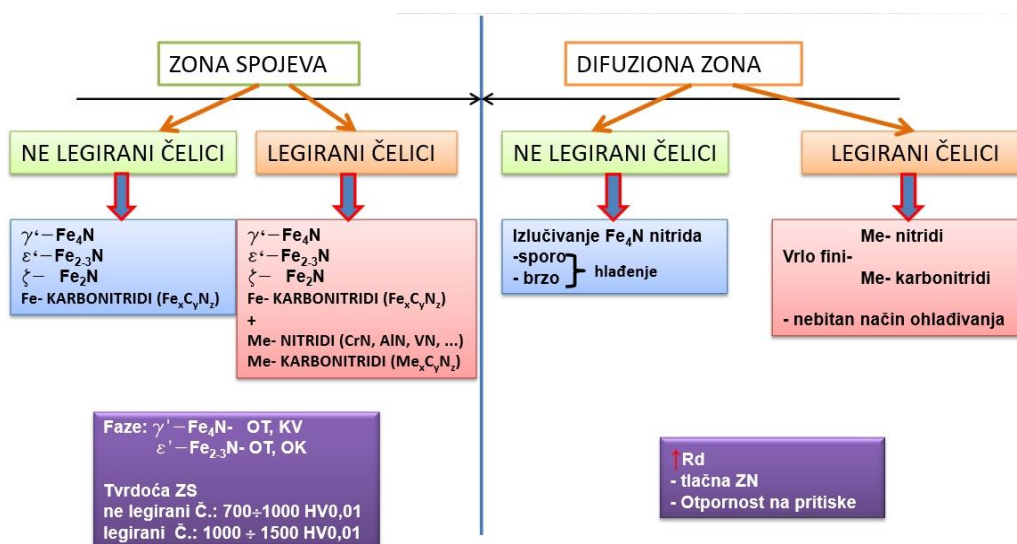 ZONA SPOJEVA
NE LEGIRANI ČELICI
LEGIRANI ČELICI
γ‘−Fe₄N
ε‘−Fe₂₋₃N
ζ− Fe₂N
Fe- KARBONITRIDI (FeₓCᵧN_z)
γ‘−Fe₄N
ε‘−Fe₂₋₃N
ζ− Fe₂N
Fe- KARBONITRIDI (FeₓCᵧN_z)
+
Me- NITRIDI (CrN, AlN, VN, ...)
Me- KARBONITRIDI (MeₓCᵧN_z)
Faze: γ'−Fe₄N- OT, KV
ε'−Fe₂₋₃N- OT, OK
Tvrdoća ZS
ne legirani Č.: 700÷1000 HV0,01
legirani Č.: 1000 ÷ 1500 HV0,01
DIFUZIONA ZONA
NE LEGIRANI ČELICI
LEGIRANI ČELICI
Izlučivanje Fe₄N nitrida
-sporo
- brzo
hlađenje
Me- nitridi
Vrlo fini-
Me- karbonitridi
- nebitan način ohlađivanja
↑Rd
- tlačna ZN
- Otpornost na pritiske